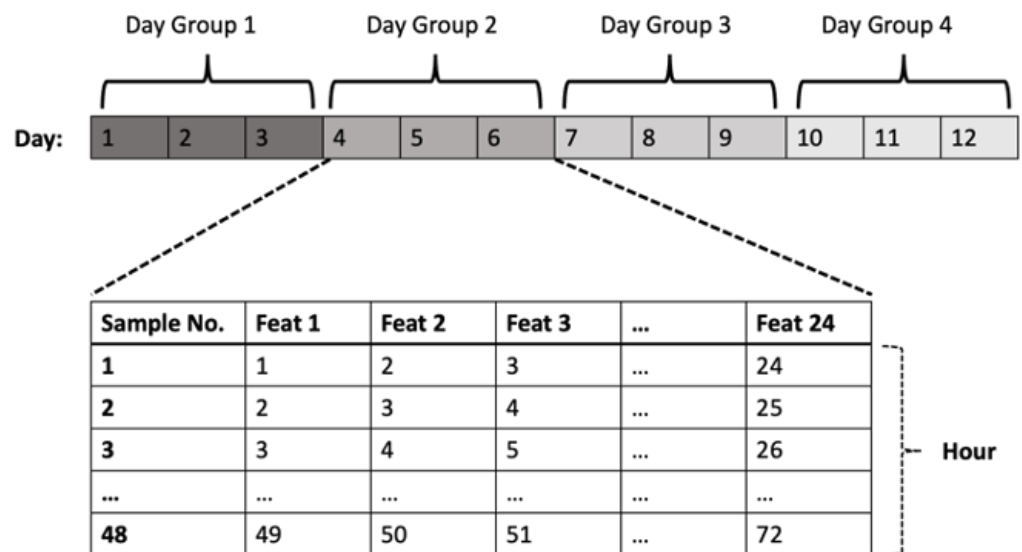 Day Group 1 Day Group 2 Day Group 3 Day Group 4
Day: 1 2 3 4 5 6 7 8 9 10 11 12
Sample No. Feat 1 Feat 2 Feat 3 ... Feat 24
1 1 2 3 ... 24
2 2 3 4 ... 25
3 3 4 5 ... 26
Hour
... ... ... ... ... ...
48 49 50 51 ... 72